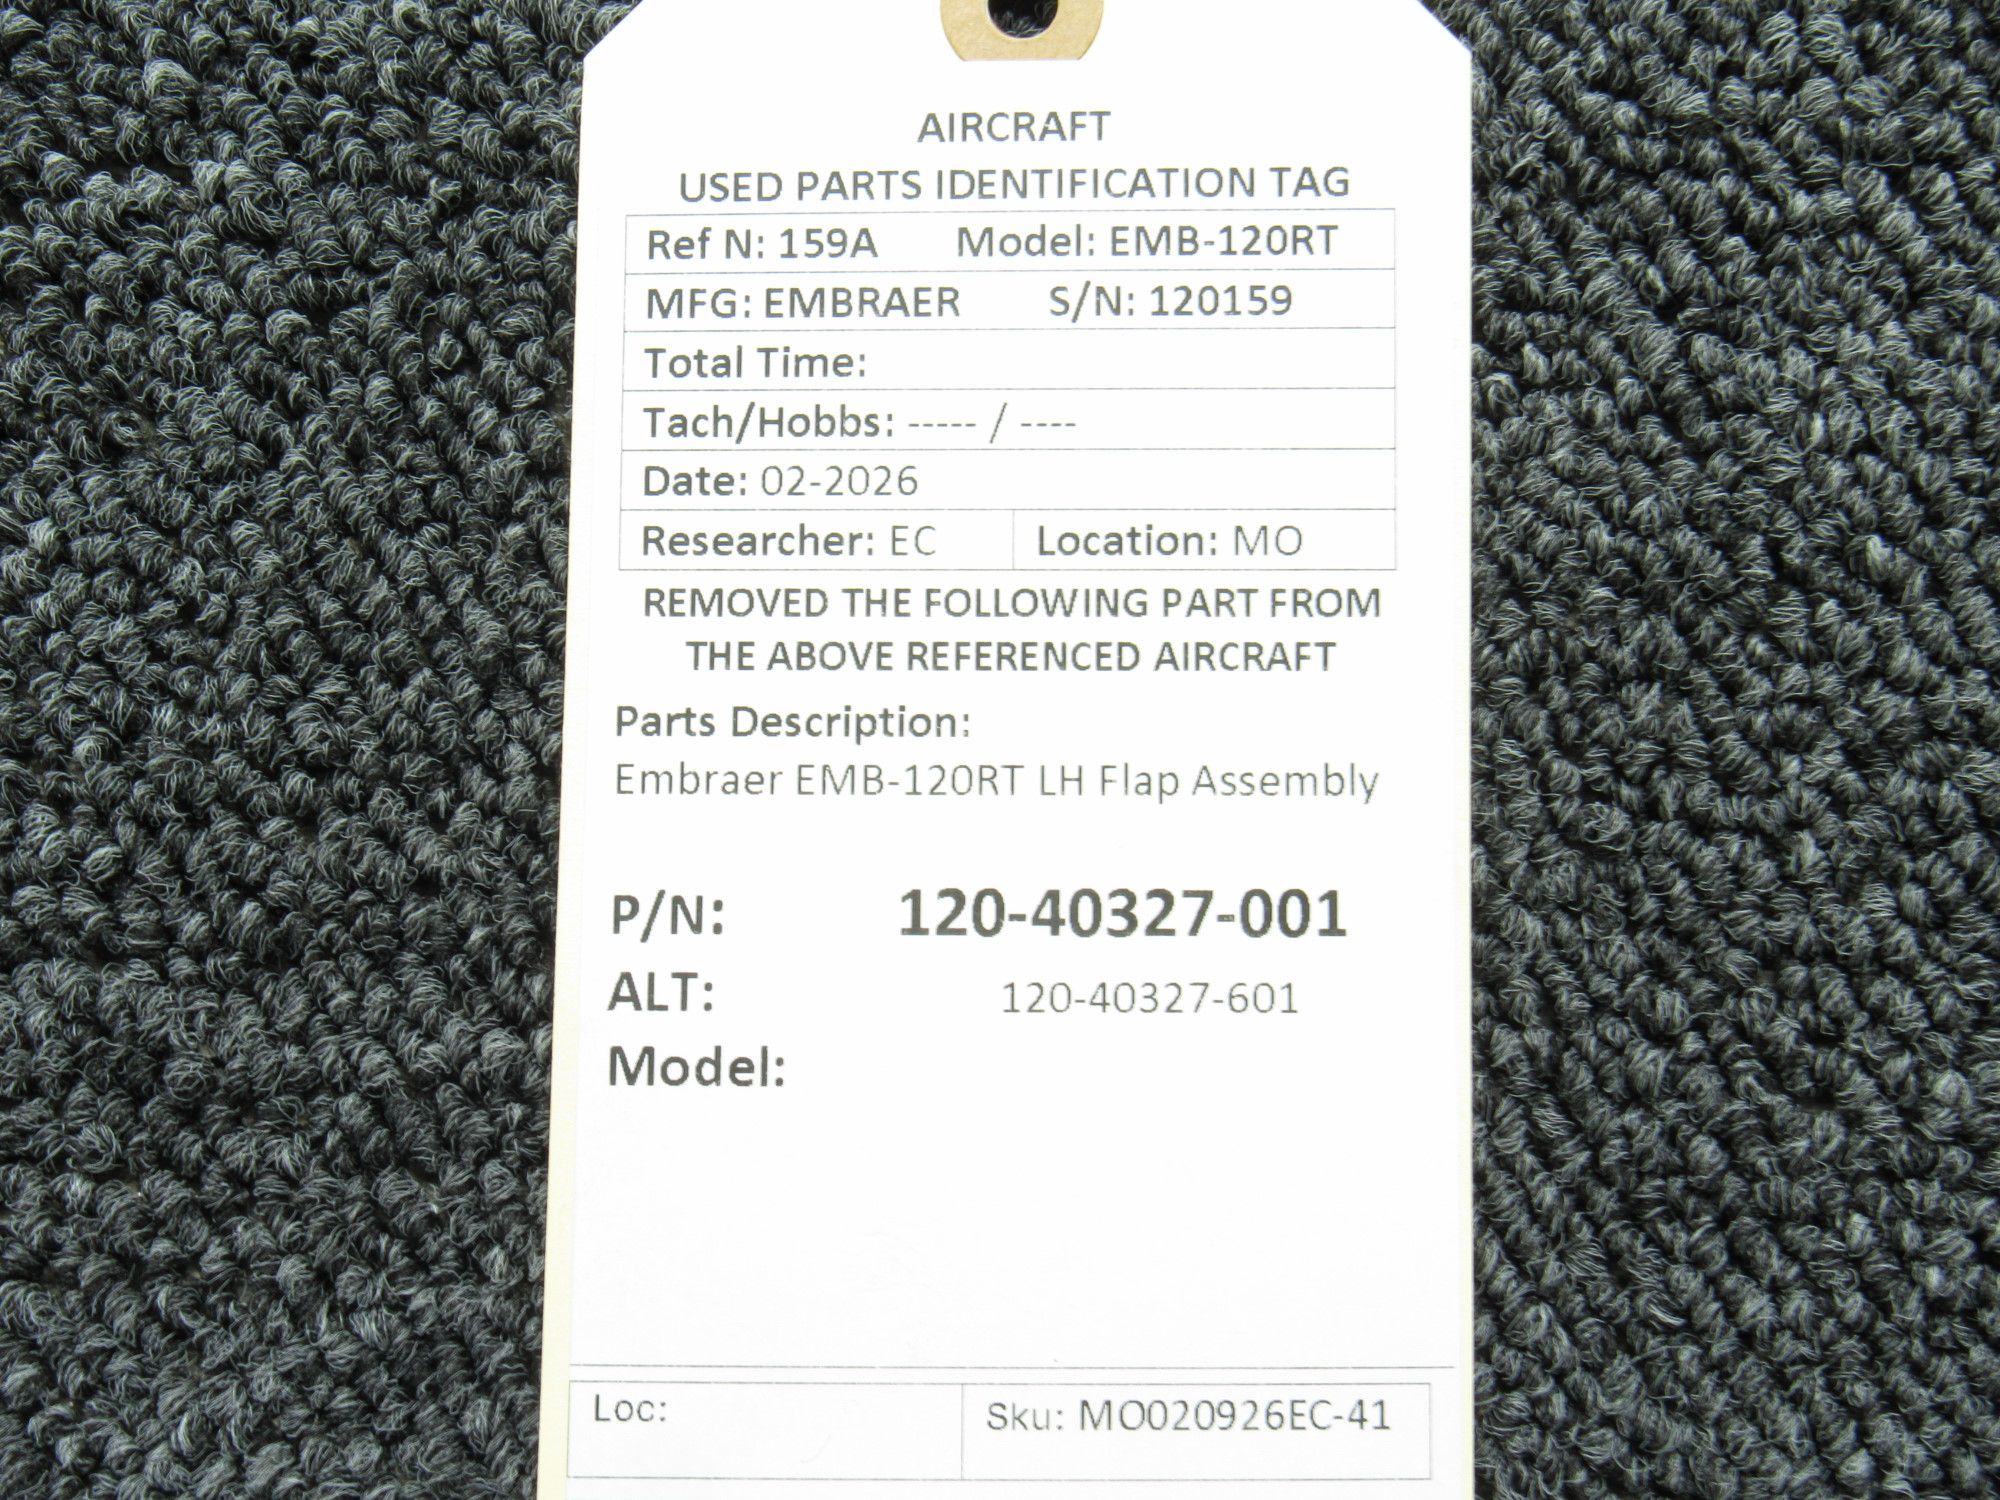 AIRCRAFT
USED PARTS IDENTIFICATION TAG
Ref N: 159A Model: EMB-120RT
MFG: EMBRAER S/N: 120159
Total Time:
Tach/Hobbs: ----- / ----
Date: 02-2026
Researcher: EC Location: MO
REMOVED THE FOLLOWING PART FROM
THE ABOVE REFERENCED AIRCRAFT
Parts Description:
Embraer EMB-120RT LH Flap Assembly
P/N: 120-40327-001
ALT: 120-40327-601
Model:
Loc: Sku: MO020926EC-41